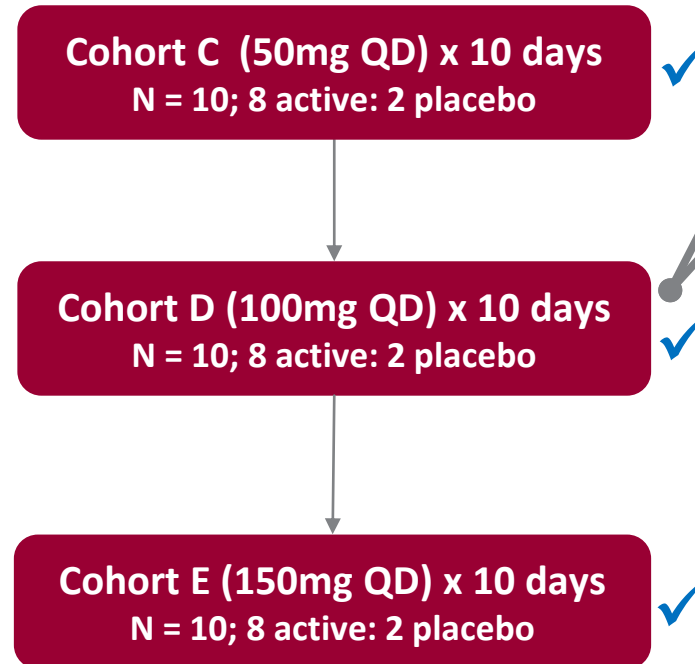 Cohort C (50mg QD) x 10 days
N = 10; 8 active: 2 placebo
Cohort D (100mg QD) x 10 days
N = 10; 8 active: 2 placebo
Cohort E (150mg QD) x 10 days
N = 10; 8 active: 2 placebo